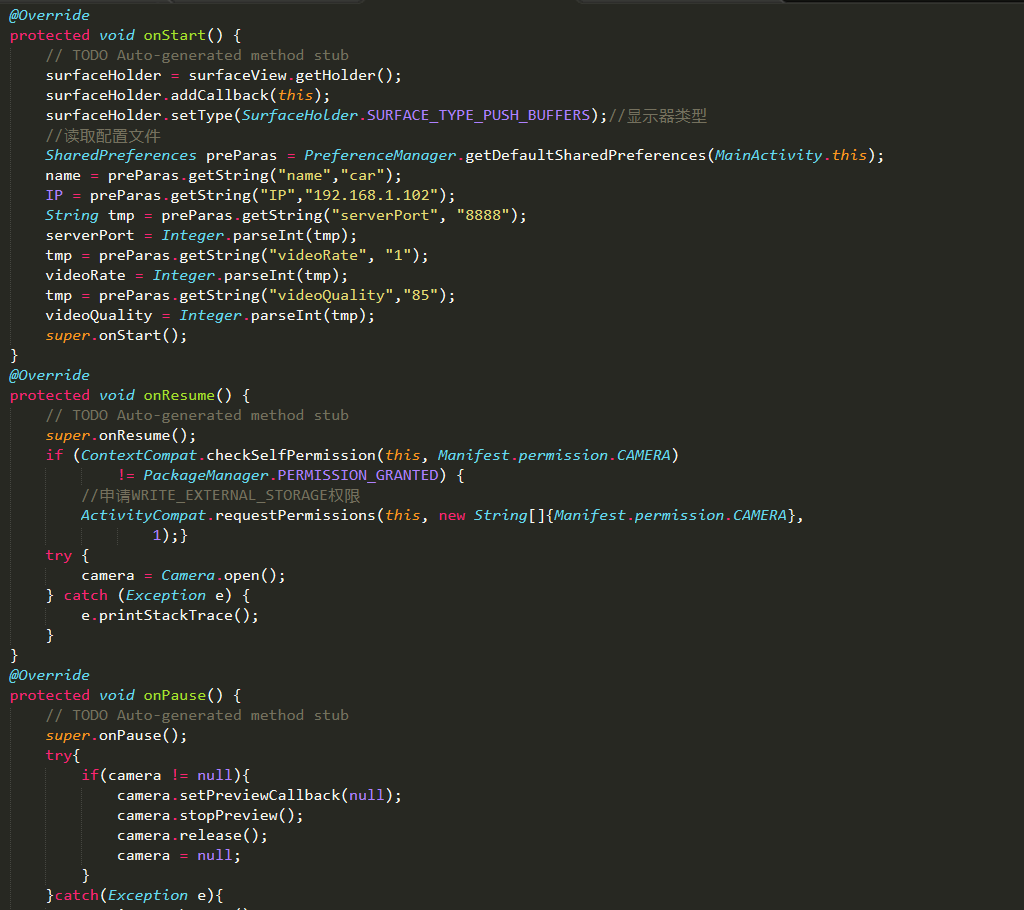 @Override
protected void onStart() {
// TODO Auto-generated method stub
surfaceHolder = surfaceView.getHolder();
surfaceHolder.addCallback(this);
surfaceHolder.setType(SurfaceHolder.SURFACE_TYPE_PUSH_BUFFERS);//显示器类型
//读取配置文件
SharedPreferences preParas = PreferenceManager.getDefaultSharedPreferences(MainActivity.this);
name = preParas.getString("name","car");
IP = preParas.getString("IP","192.168.1.102");
String tmp = preParas.getString("serverPort", "8888");
serverPort = Integer.parseInt(tmp);
tmp = preParas.getString("videoRate", "1");
videoRate = Integer.parseInt(tmp);
tmp = preParas.getString("videoQuality","85");
videoQuality = Integer.parseInt(tmp);
super.onStart();
}
@Override
protected void onResume() {
// TODO Auto-generated method stub
super.onResume();
if (ContextCompat.checkSelfPermission(this, Manifest.permission.CAMERA)
!= PackageManager.PERMISSION_GRANTED) {
//申请WRITE_EXTERNAL_STORAGE权限
ActivityCompat.requestPermissions(this, new String[]{Manifest.permission.CAMERA},
1);}
try {
camera = Camera.open();
} catch (Exception e) {
e.printStackTrace();
}
}
@Override
protected void onPause() {
// TODO Auto-generated method stub
super.onPause();
try{
if(camera != null){
camera.setPreviewCallback(null);
camera.stopPreview();
camera.release();
camera = null;
}
}catch(Exception e){